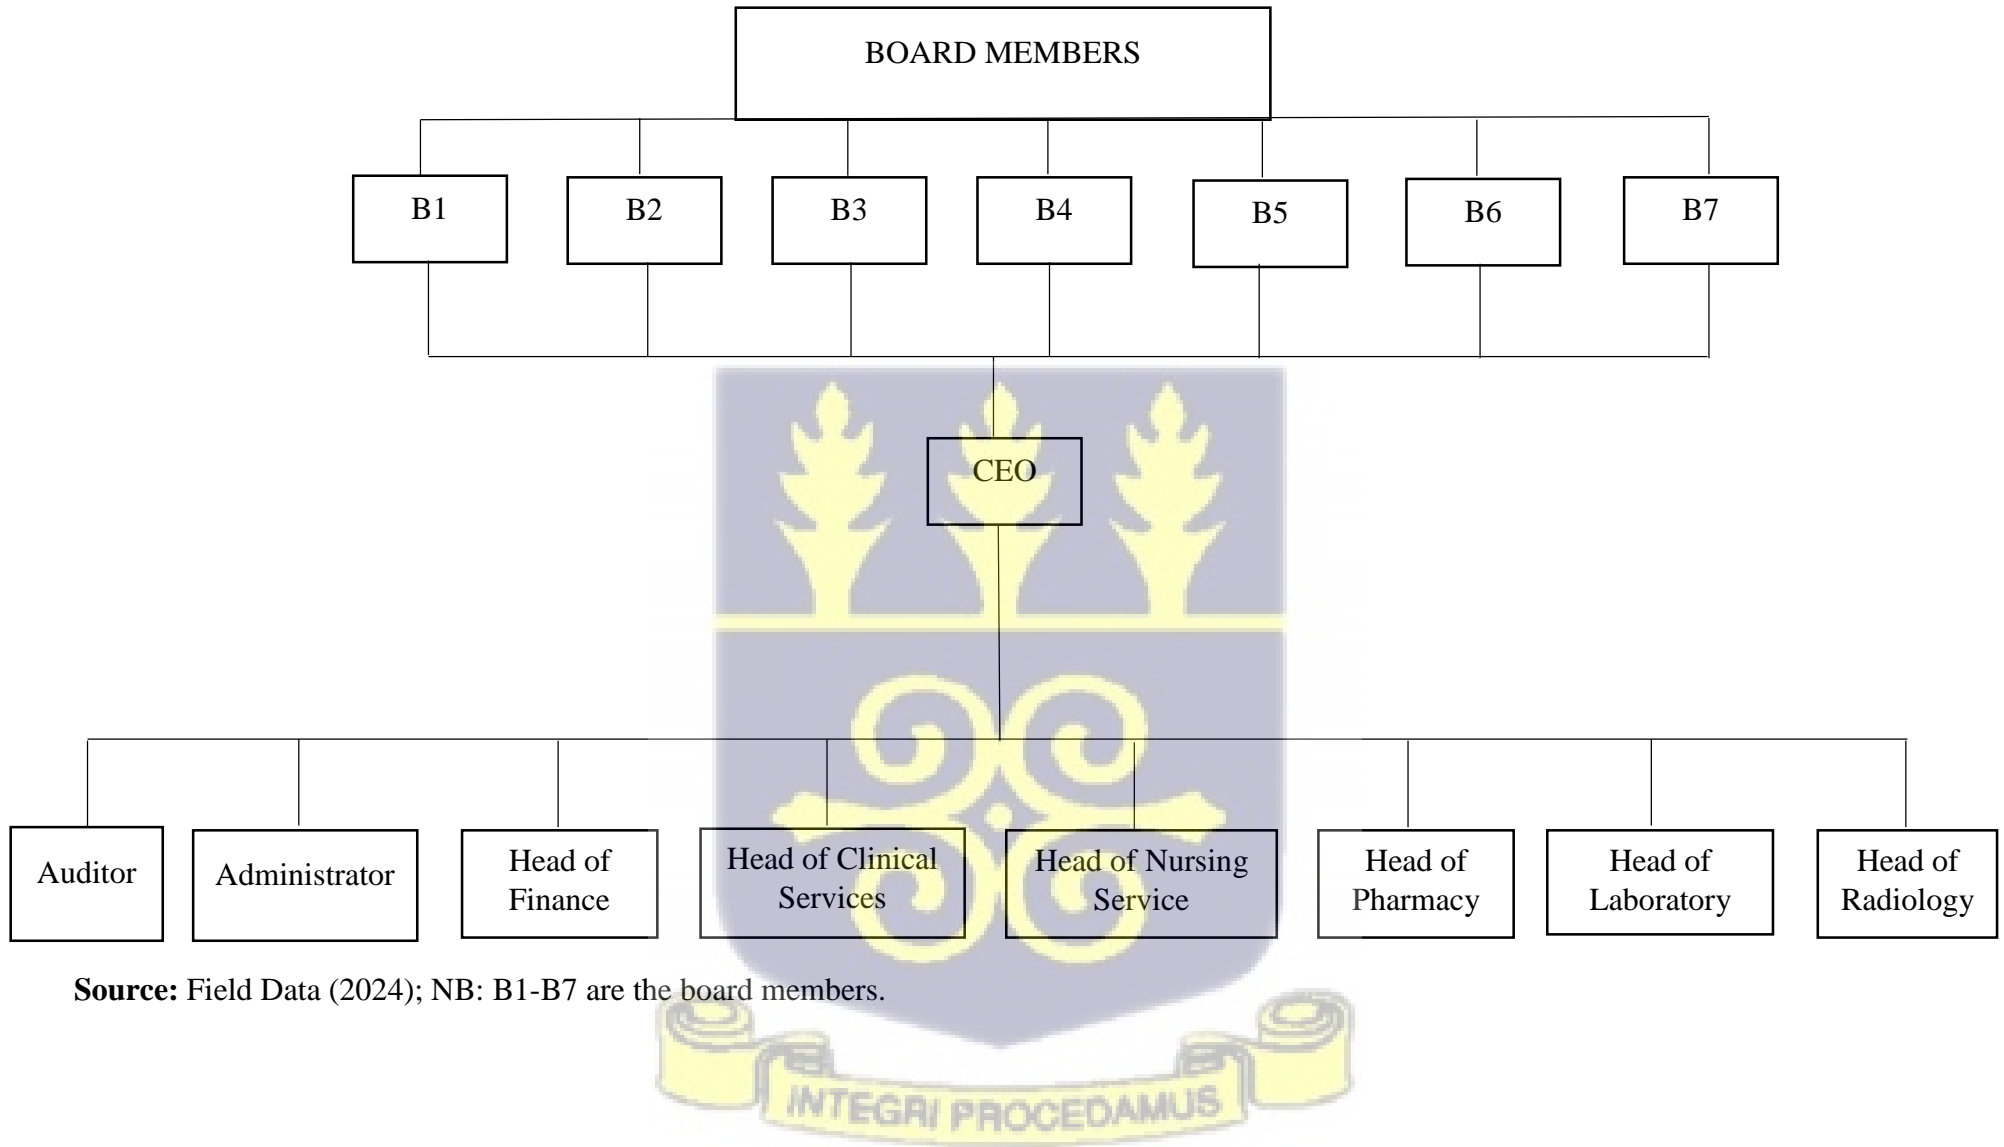 BOARD MEMBERS
B1
B2
B3
B4
B5
B6
B7
CEO
Auditor
Administrator
Head of
Finance
Head of Clinical
Services
Head of Nursing
Service
Head of
Pharmacy
Head of
Laboratory
Head of
Radiology
Source: Field Data (2024); NB: B1-B7 are the board members.
INTEGRI PROCEDAMUS